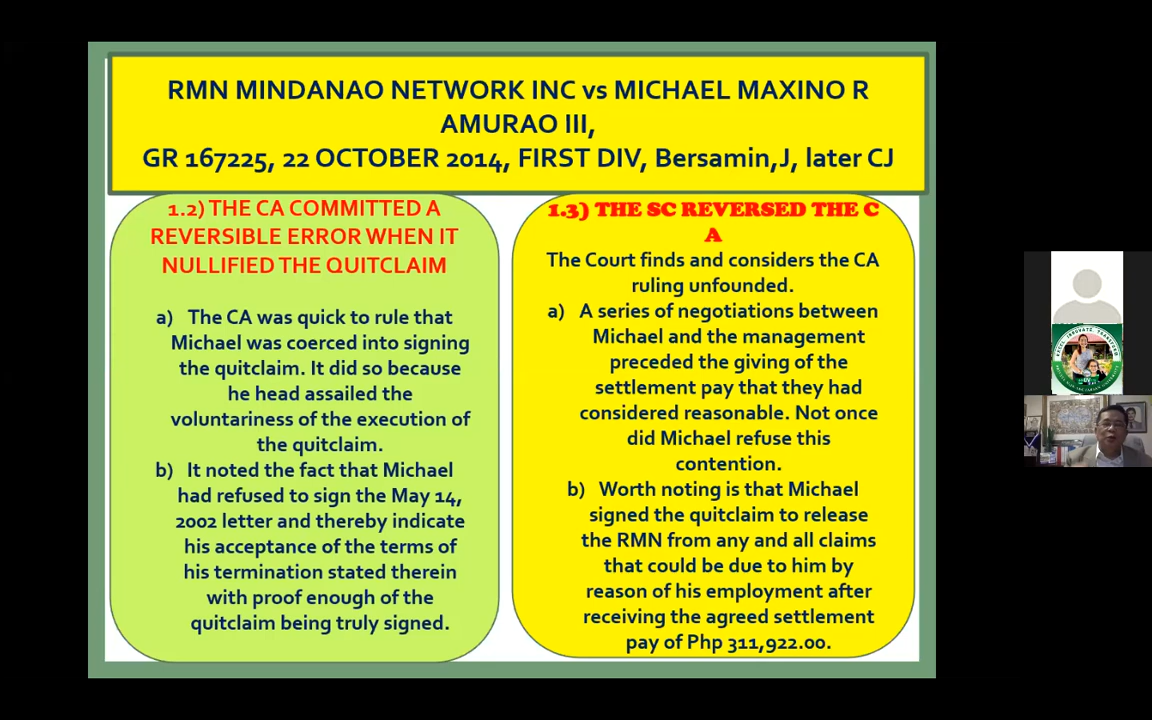 RMN MINDANAO NETWORK INC vs MICHAEL MAXINO R
AMURAO III,
GR 167225, 22 OCTOBER 2014, FIRST DIV, Bersamin,J, later CJ
1.2) THE CA COMMITTED A
REVERSIBLE ERROR WHEN IT
NULLIFIED THE QUITCLAIM
a) The CA was quick to rule that
Michael was coerced into signing
the quitclaim. It did so because
he head assailed the
voluntariness of the execution of
the quitclaim.
b) It noted the fact that Michael
had refused to sign the May 14,
2002 letter and thereby indicate
his acceptance of the terms of
his termination stated therein
with proof enough of the
quitclaim being truly signed.
1.3) THE SC REVERSED THE C
A
The Court finds and considers the CA
ruling unfounded.
a) A series of negotiations between
Michael and the management
preceded the giving of the
settlement pay that they had
considered reasonable. Not once
did Michael refuse this
contention.
b) Worth noting is that Michael
signed the quitclaim to release
the RMN from any and all claims
that could be due to him by
reason of his employment after
receiving the agreed settlement
pay of Php 311,922.00.